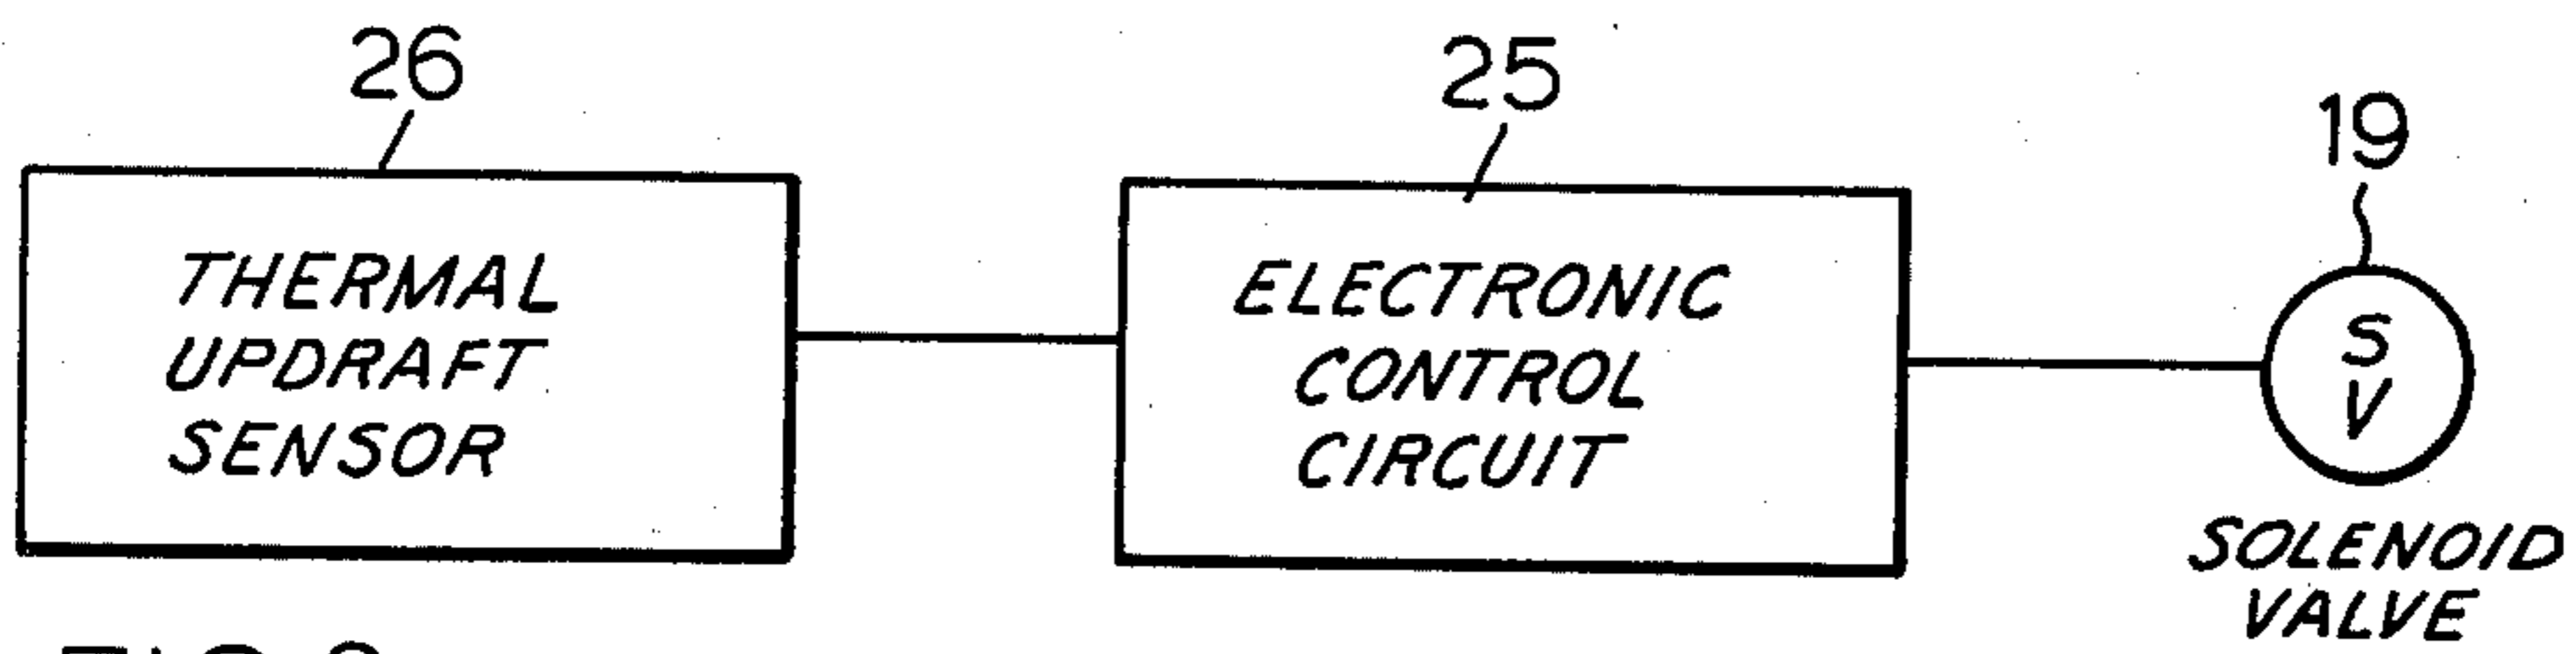 26
25
19
THERMAL
UPDRAFT
SENSOR
ELECTRONIC
CONTROL
CIRCUIT
S
V
SOLENOID
VALVE